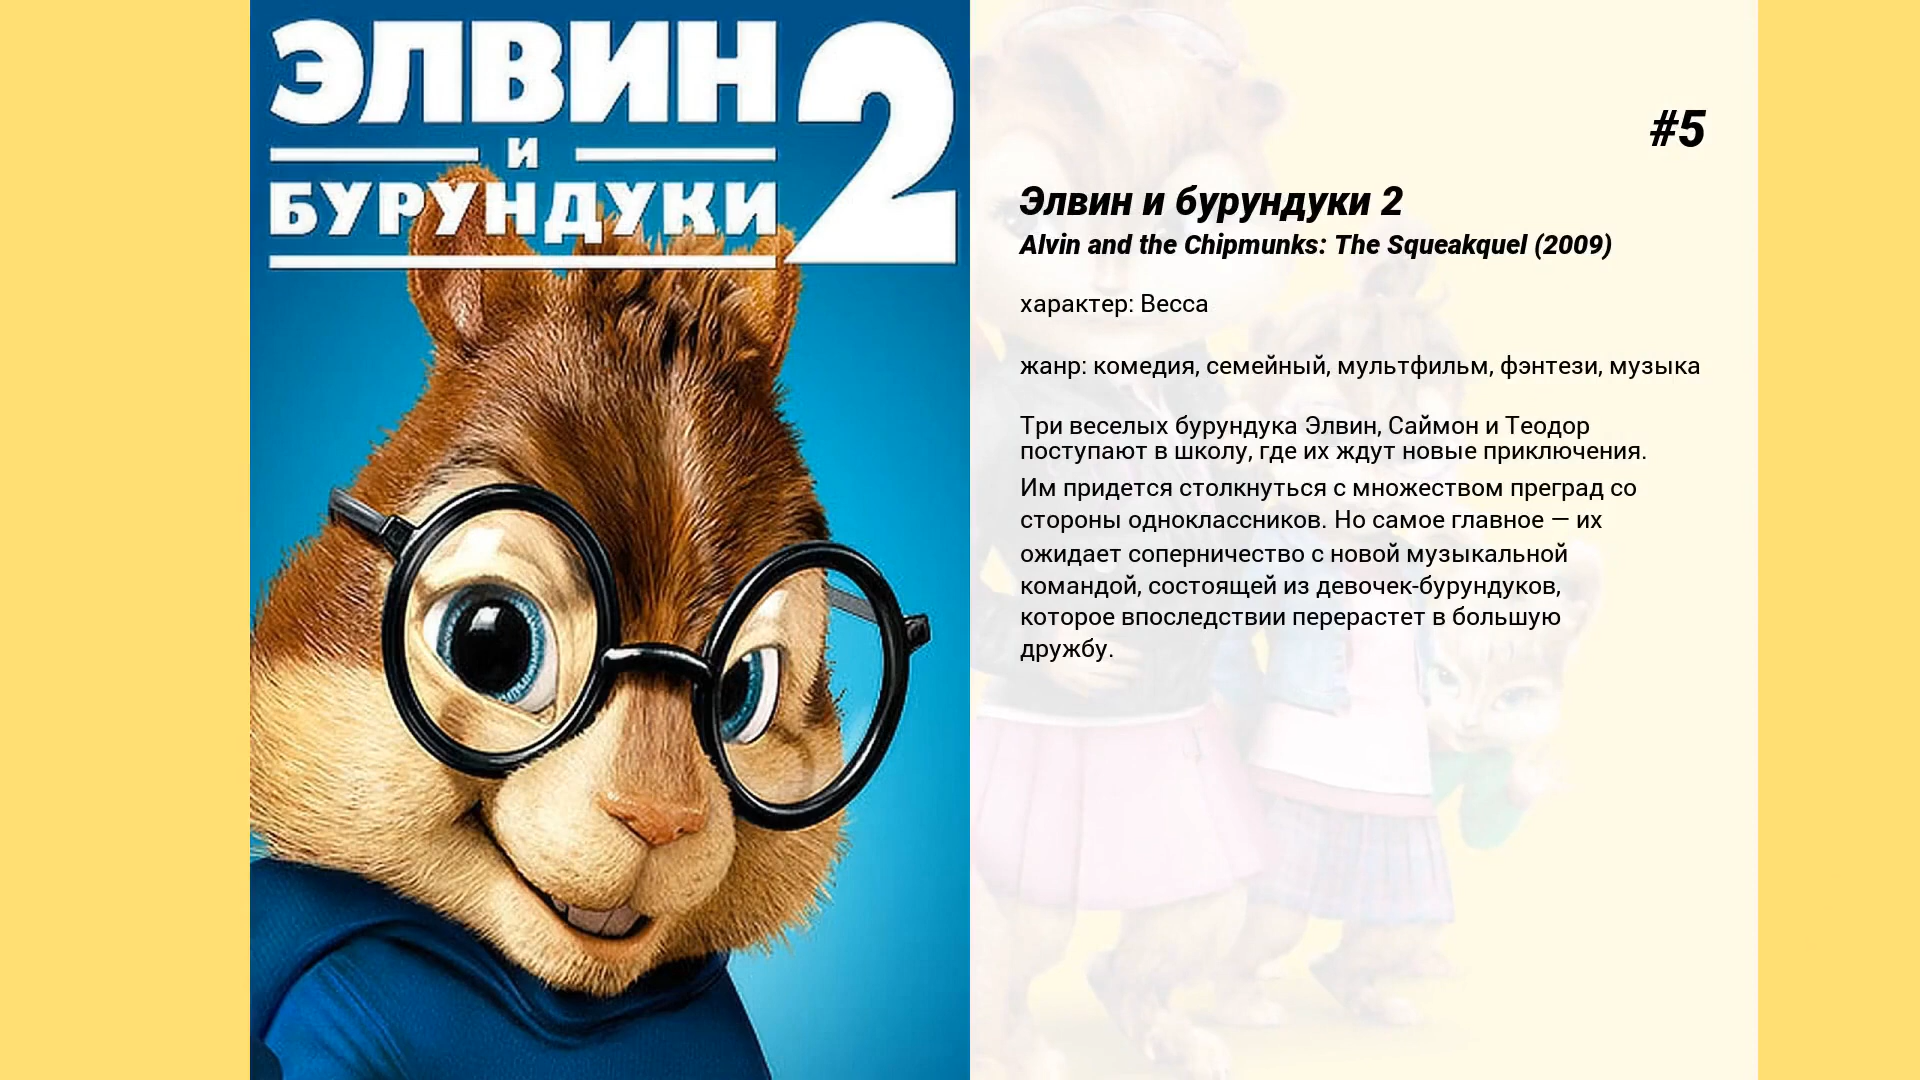 ЭЛВИН 2
и
БУРУНДУКИ
#5
Элвин и бурундуки 2
Alvin and the Chipmunks: The Squeakquel (2009)
характер: Весса
жанр: комедия, семейный, мультфильм, фэнтези, музыка
Три веселых бурундука Элвин, Саймон и Теодор
поступают в школу, где их ждут новые приключения.
Им придется столкнуться с множеством преград со
стороны одноклассников. Но самое главное — их
ожидает соперничество с новой музыкальной
командой, состоящей из девочек-бурундуков,
которое впоследствии перерастет в большую
дружбу.